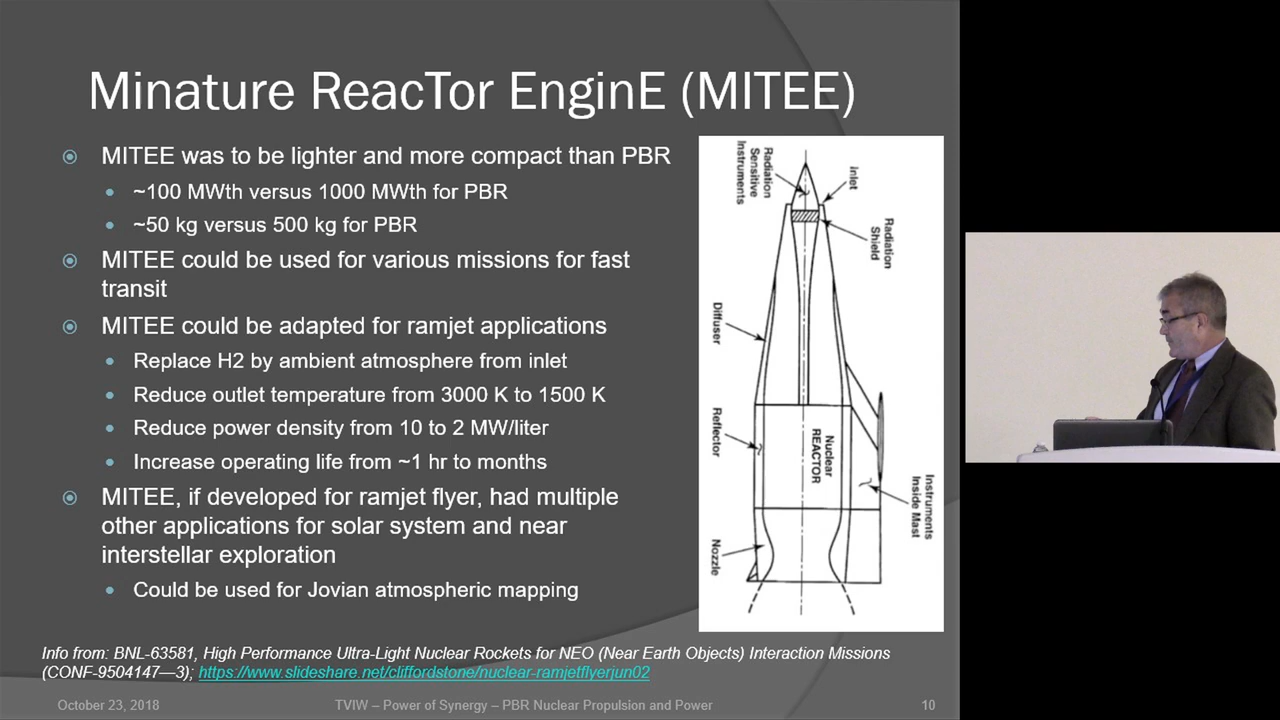 Minature ReacTor EnginE (MITEE)
MITEE was to be lighter and more compact than PBR
~100 MWth versus 1000 MWth for PBR
~50 kg versus 500 kg for PBR
MITEE could be used for various missions for fast
transit
MITEE could be adapted for ramjet applications
Replace H2 by ambient atmosphere from inlet
Reduce outlet temperature from 3000 K to 1500 K
Reduce power density from 10 to 2 MW/liter
Increase operating life from ~1 hr to months
MITEE, if developed for ramjet flyer, had multiple
other applications for solar system and near
interstellar exploration
Could be used for Jovian atmospheric mapping
Radiation
Sensitive
Instruments
inlet
Radiation
Shield
Diffuser
Reflector
Nuclear
REACTOR
Instruments
Inside Mast
Nozzle
Info from: BNL-63581, High Performance Ultra-Light Nuclear Rockets for NEO (Near Earth Objects) Interaction Missions
(CONF-9504147—3); https://www.slideshare.net/cliffordstone/nuclear-ramjetflyerjun02
October 23, 2018
TVIW – Power of Synergy – PBR Nuclear Propulsion and Power
10